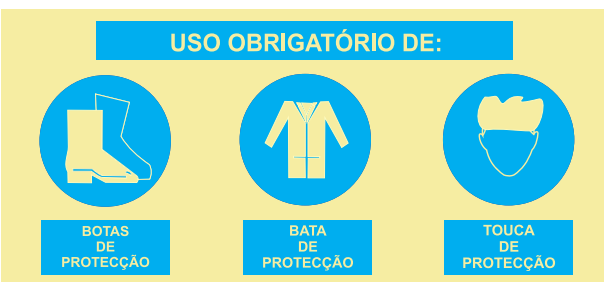 USO OBRIGATÓRIO DE:
BOTAS
DE
PROTECÇÃO
BATA
DE
PROTECÇÃO
TOUCA
DE
PROTECÇÃO